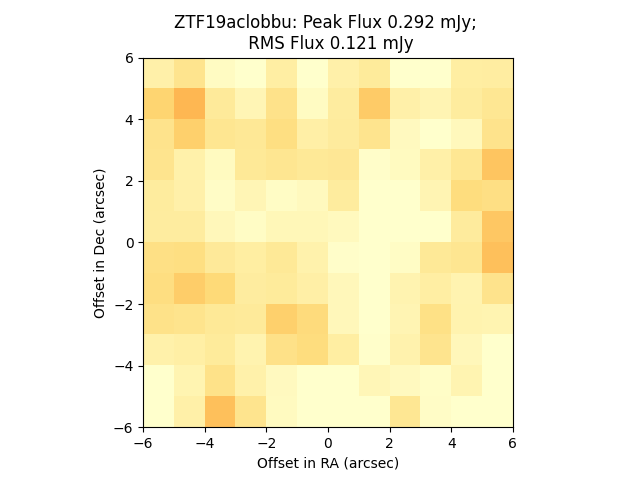 ZTF19aclobbu: Peak Flux 0.292 mJy;
RMS Flux 0.121 mJy
6
4
2
0
−2
−4
−6
Offset in Dec (arcsec)
−6 −4 −2 0 2 4 6
Offset in RA (arcsec)